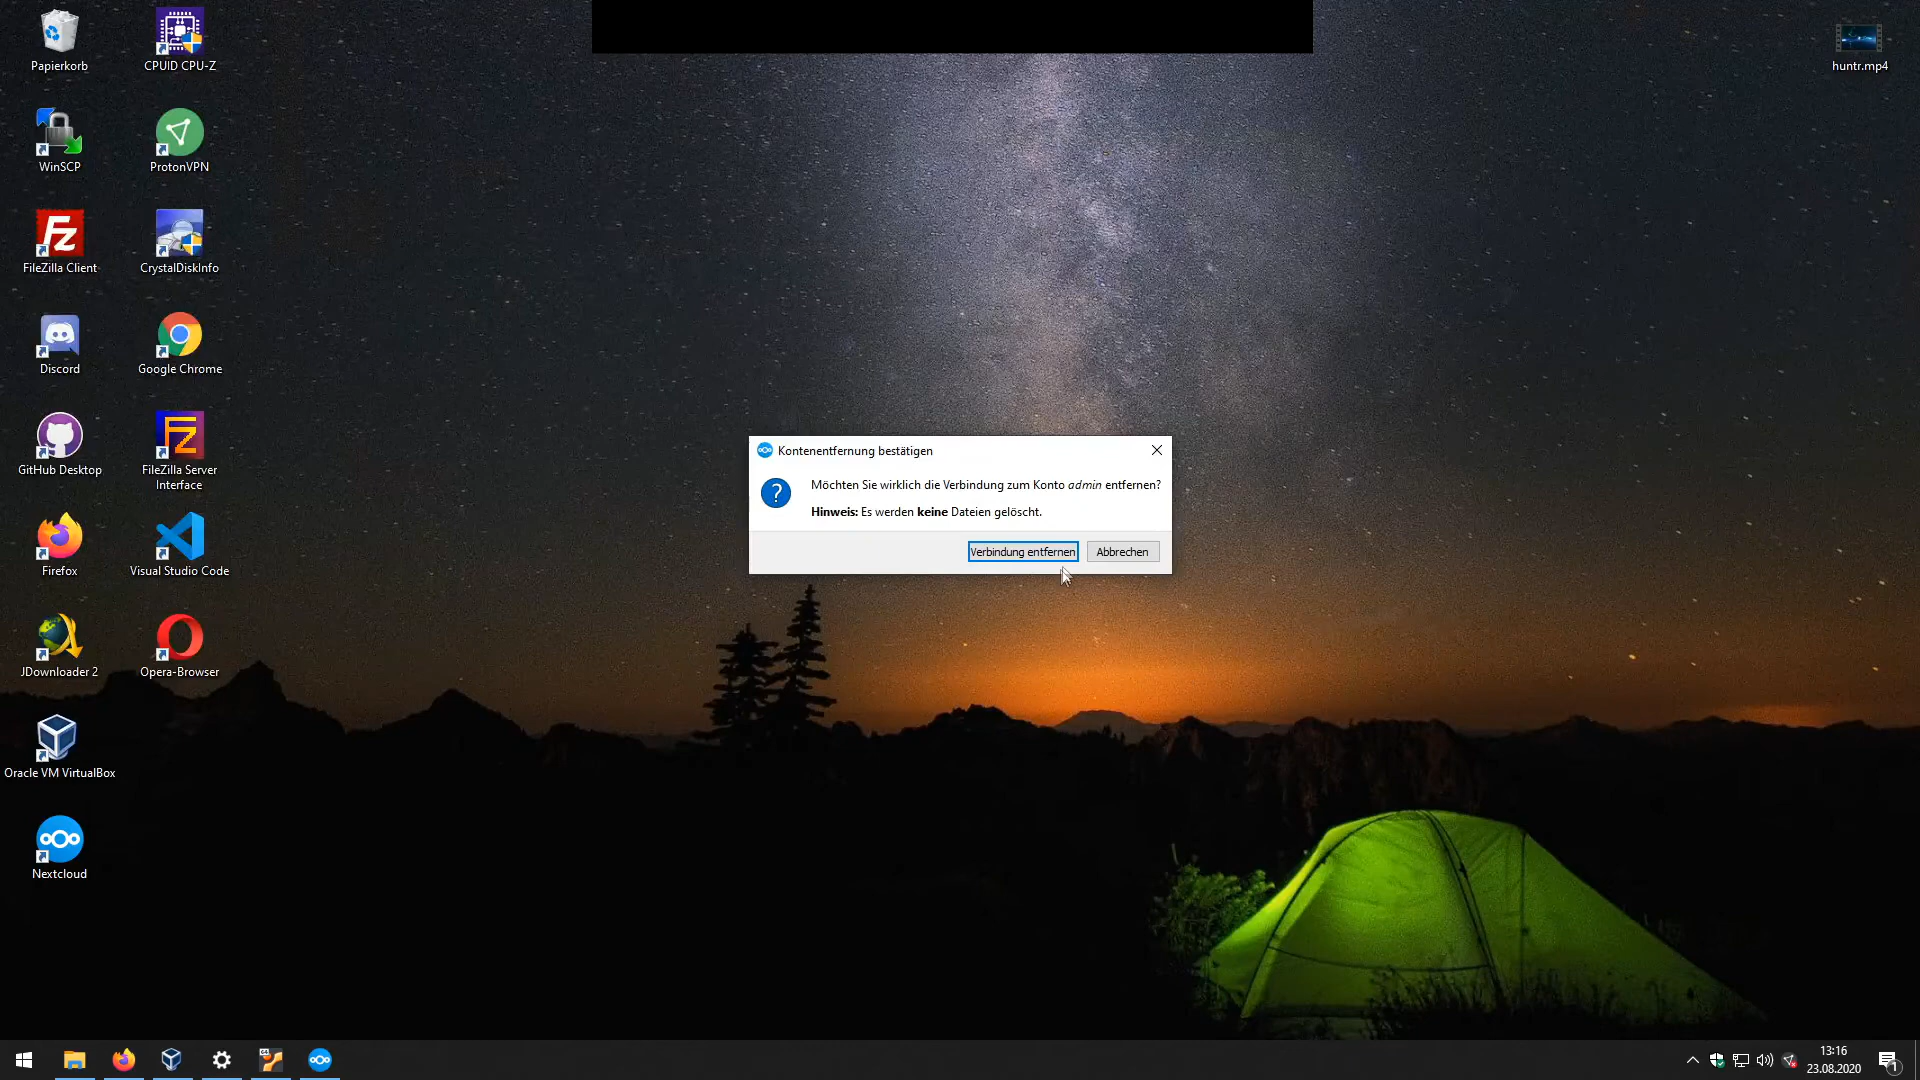 Papierkorb
CPUID CPU-Z
huntr.mp4
WinSCP
ProtonVPN
FileZilla Client
CrystalDiskInfo
Discord
Google Chrome
GitHub Desktop
FileZilla Server
Interface
Firefox
Visual Studio Code
JDownloader 2
Opera-Browser
Oracle VM VirtualBox
Nextcloud
Kontenentfernung bestätigen
Möchten Sie wirklich die Verbindung zum Konto admin entfernen?
Hinweis: Es werden keine Dateien gelöscht.
Verbindung entfernen
Abbrechen
13:16
23.08.2020
1